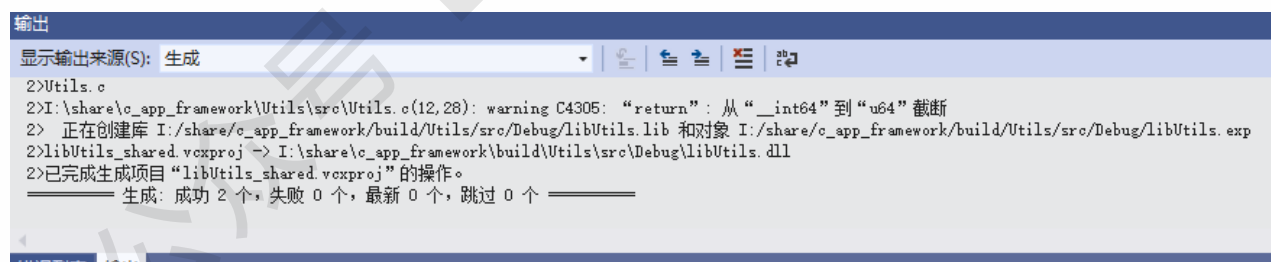 输出
显示输出来源(S): 生成
2>Utils.c
2>I:\share\c_app_framework\Utils\src\Utils.c(12,28): warning C4305: “return”: 从“__int64”到“u64”截断
2>  正在创建库 I:/share/c_app_framework/build/Utils/src/Debug/libUtils.lib 和对象 I:/share/c_app_framework/build/Utils/src/Debug/libUtils.exp
2>libUtils_shared.vcxproj -> I:\share\c_app_framework\build\Utils\src\Debug\libUtils.dll
2>已完成生成项目“libUtils_shared.vcxproj”的操作。
========== 生成: 成功 2 个，失败 0 个，最新 0 个，跳过 0 个 ==========